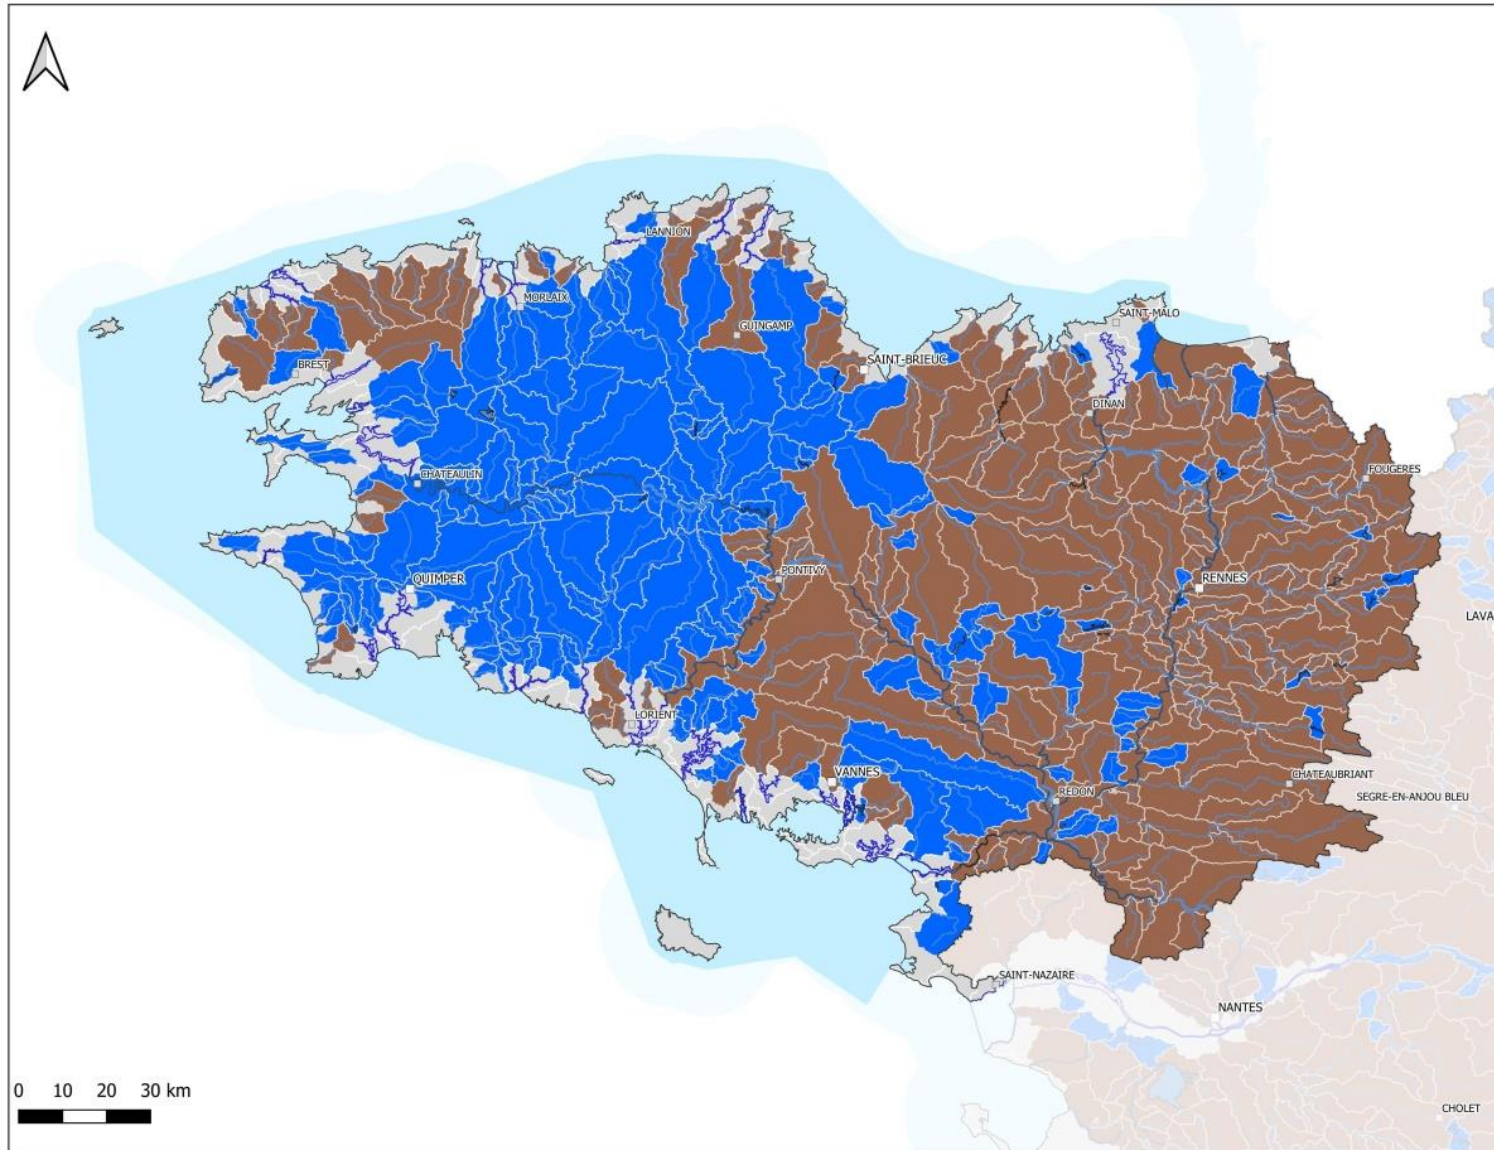 LANNION
MORLAIX
SAINT-MALO
GUINGAMP
BREST
SAINT-BRIEUC
DINAN
CHATEAULIN
FOUGERES
PONTIVY
QUIMPER
RENNES
LAVA
LORIENT
VANNES
CHATEAUBRIANT
REDON
SEGRE-EN-ANJOU BLEU
SAINT-NAZAIRE
NANTES
0 10 20 30 km
CHOLET